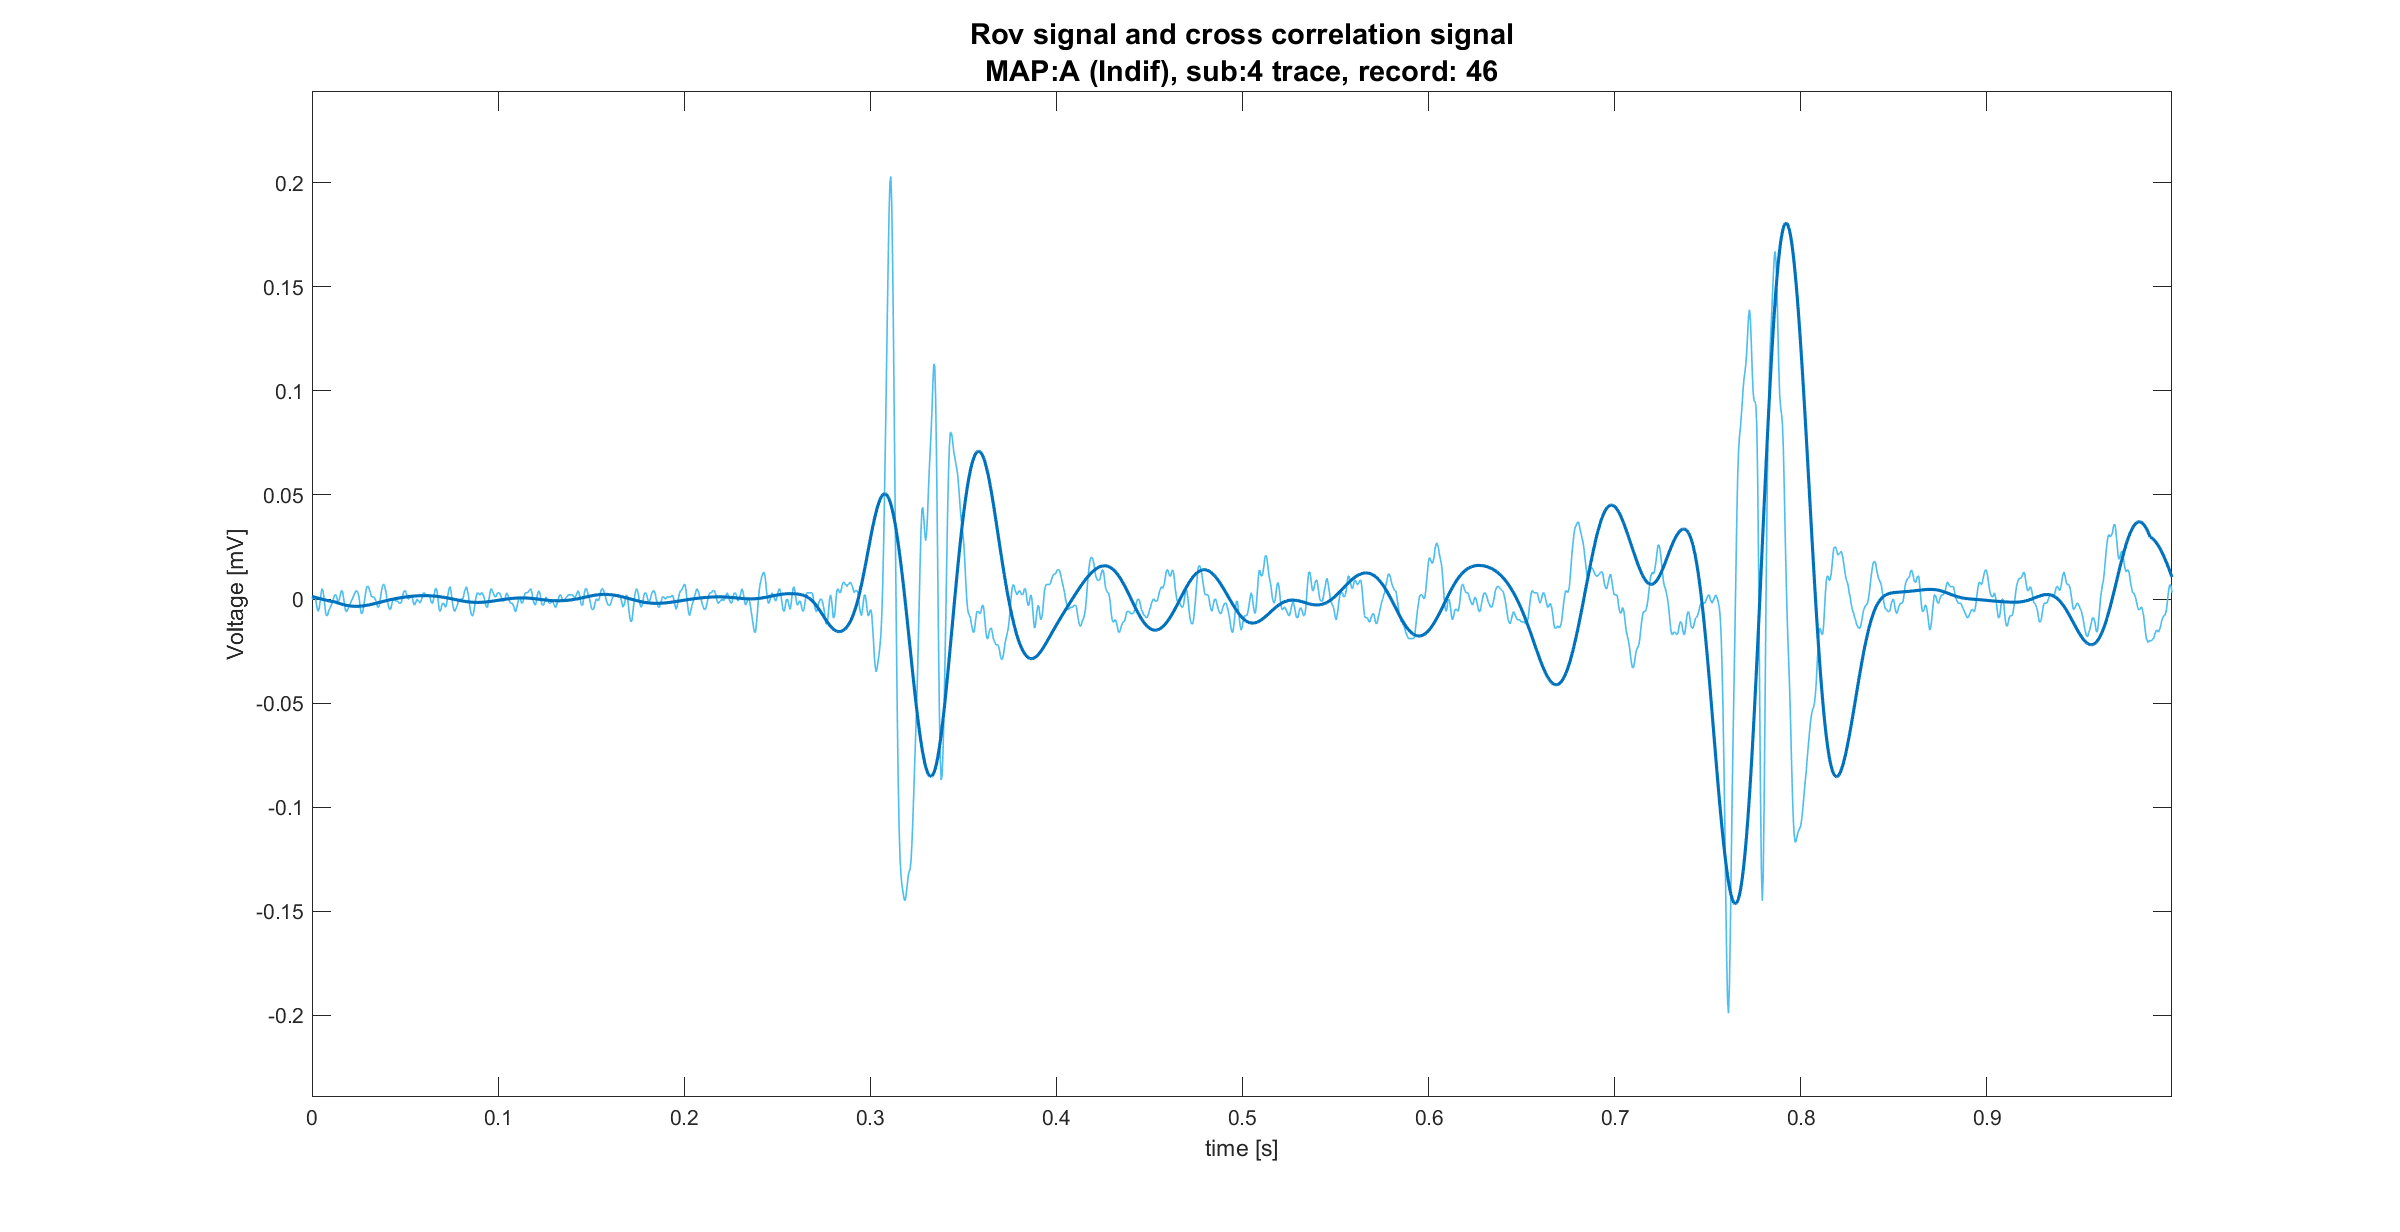 Rov signal and cross correlation signal
MAP:A (Indif), sub:4 trace, record: 46
Voltage [mV]
0.2
0.15
0.1
0.05
0
-0.05
-0.1
-0.15
-0.2
0 0.1 0.2 0.3 0.4 0.5 0.6 0.7 0.8 0.9
time [s]